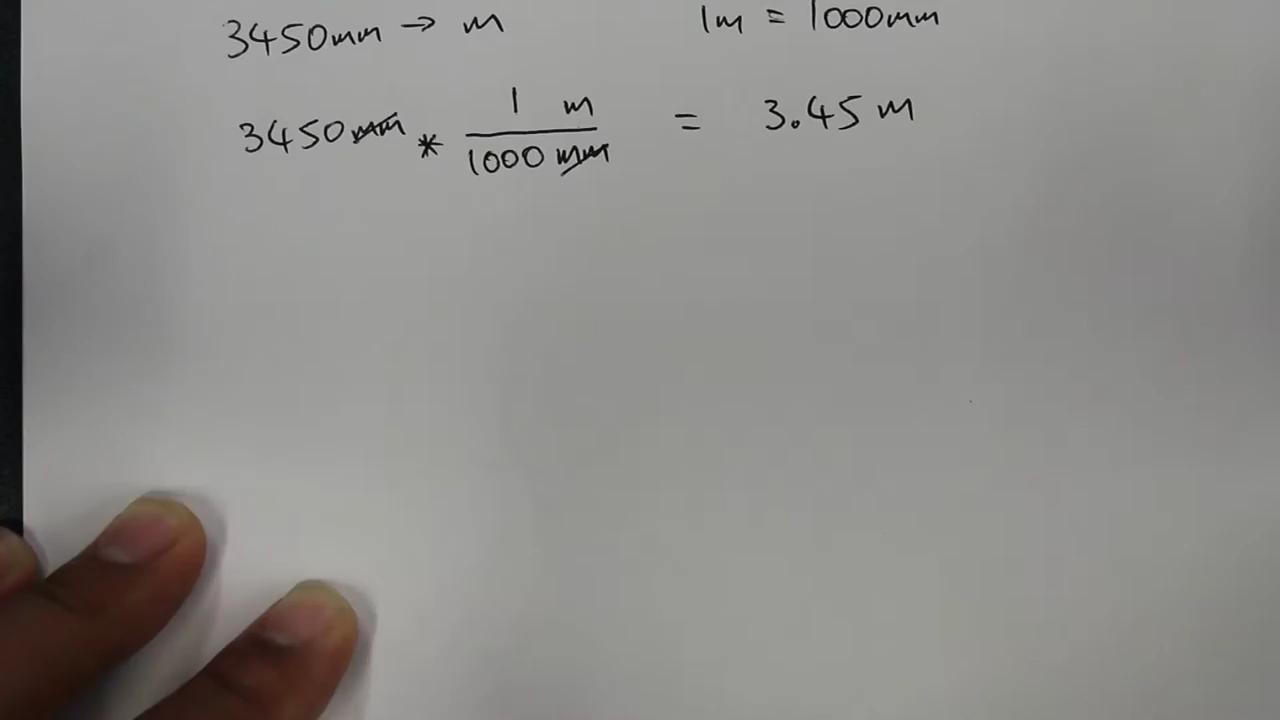 3450mm → m 1m = 1000mm
3450mm * 1 m / 1000 mm = 3.45 m